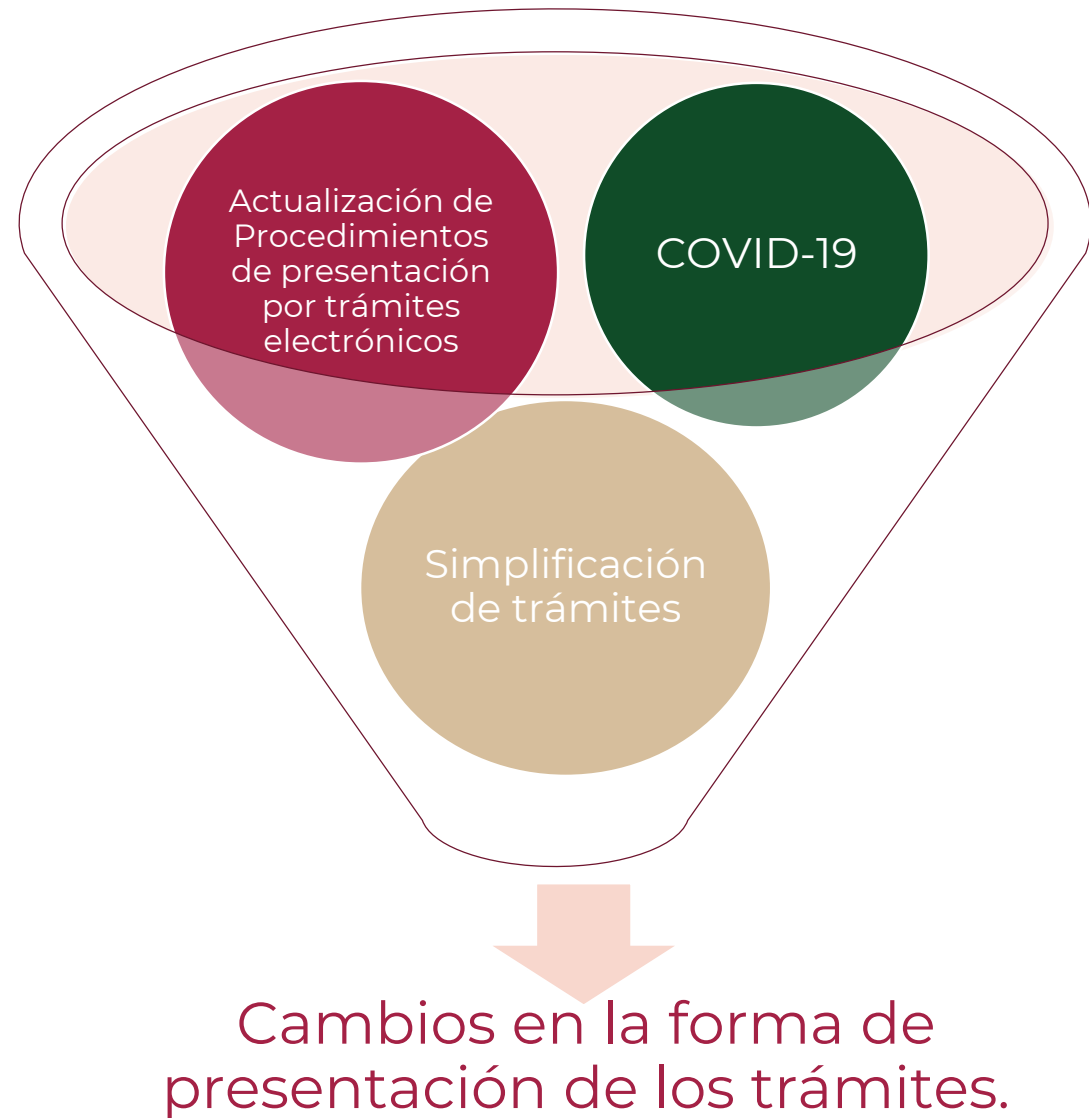 Actualización de
Procedimientos
de presentación
por trámites
electrónicos
COVID-19
Simplificación
de trámites
Cambios en la forma de
presentación de los trámites.